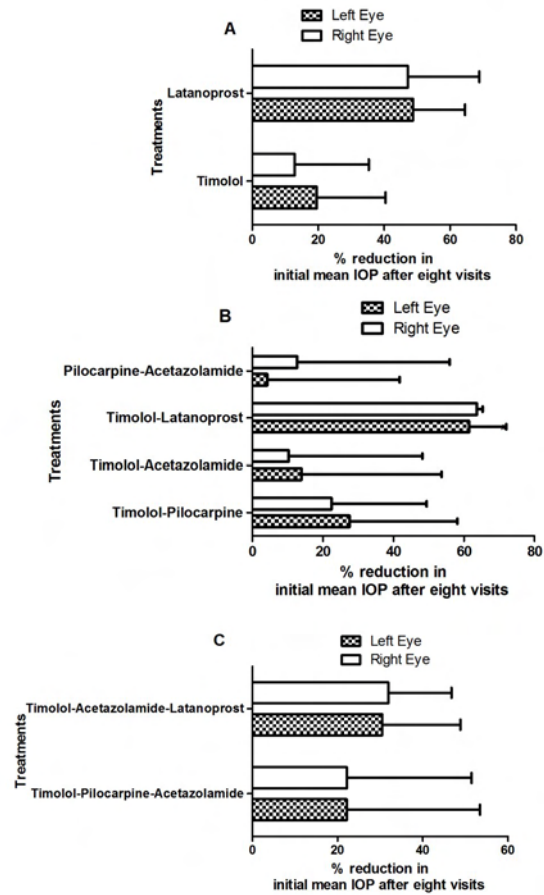 Left Eye
Right Eye
A
Treatments
Latanoprost
Timolol
0 20 40 60 80
% reduction in
initial mean IOP after eight visits
Left Eye
Right Eye
B
Treatments
Pilocarpine-Acetazolamide
Timolol-Latanoprost
Timolol-Acetazolamide
Timolol-Pilocarpine
0 20 40 60 80
% reduction in
initial mean IOP after eight visits
C
Left Eye
Right Eye
Treatments
Timolol-Acetazolamide-Latanoprost
Timolol-Pilocarpine-Acetazolamide
0 20 40 60
% reduction in
initial mean IOP after eight visits